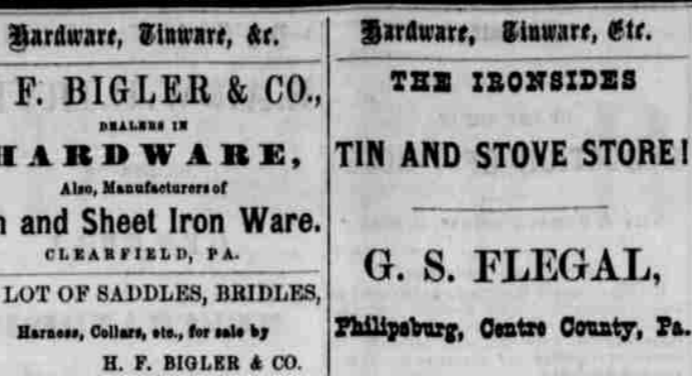 Hardware, Tinware, &c.
F. BIGLER & CO.,
DEALERS IN
HARDWARE,
Also, Manufacturers of
and Sheet Iron Ware.
CLEARFIELD, PA.
LOT OF SADDLES, BRIDLES,
Harness, Collars, etc., for sale by
H. F. BIGLER & CO.
Hardware, Tinware, Etc.
THE IRONSIDES
TIN AND STOVE STORE!
G. S. FLEGAL,
Philipsburg, Centre County, Pa.